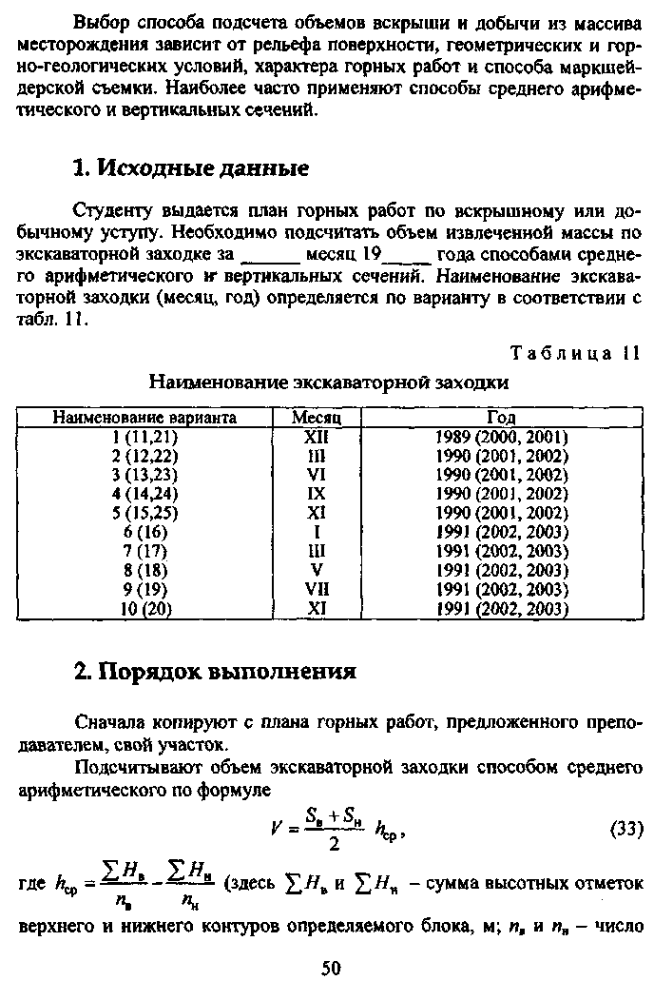 Выбор способа подсчета объемов вскрыши и добычи из массива
месторождения зависит от рельефа поверхности, геометрических и гор-
но-геологических условий, характера горных работ и способа маркшей-
дерской съемки. Наиболее часто применяют способы среднего арифме-
тического и вертикальных сечений.
1. Исходные данные
Студенту выдается план горных работ по вскрышному или до-
бычному уступу. Необходимо подсчитать объем извлеченной массы по
экскаваторной заходке за ______ месяц 19_____ года способами средне-
го арифметического и вертикальных сечений. Наименование экскава-
торной заходки (месяц, год) определяется по варианту в соответствии с
табл. 11.
Таблица 11
Наименование экскаваторной заходки
Наименование варианта Месяц Год
1 (11,21) XII 1989 (2000, 2001)
2 (12,22) III 1990 (2001, 2002)
3 (13,23) VI 1990 (2001, 2002)
4 (14,24) IX 1990 (2001, 2002)
5 (15,25) XI 1990 (2001, 2002)
6 (16) I 1991 (2002, 2003)
7 (17) III 1991 (2002, 2003)
8 (18) V 1991 (2002, 2003)
9 (19) VII 1991 (2002, 2003)
10 (20) XI 1991 (2002, 2003)
2. Порядок выполнения
Сначала копируют с плана горных работ, предложенного препо-
давателем, свой участок.
Подсчитывают объем экскаваторной заходки способом среднего
арифметического по формуле
V = (Sв + Sн)/2 hср, (33)
где hср = ∑Hв/nв - ∑Hн/nн (здесь ∑Hв и ∑Hн – сумма высотных отметок
верхнего и нижнего контуров определяемого блока, м; nв и nн – число
50